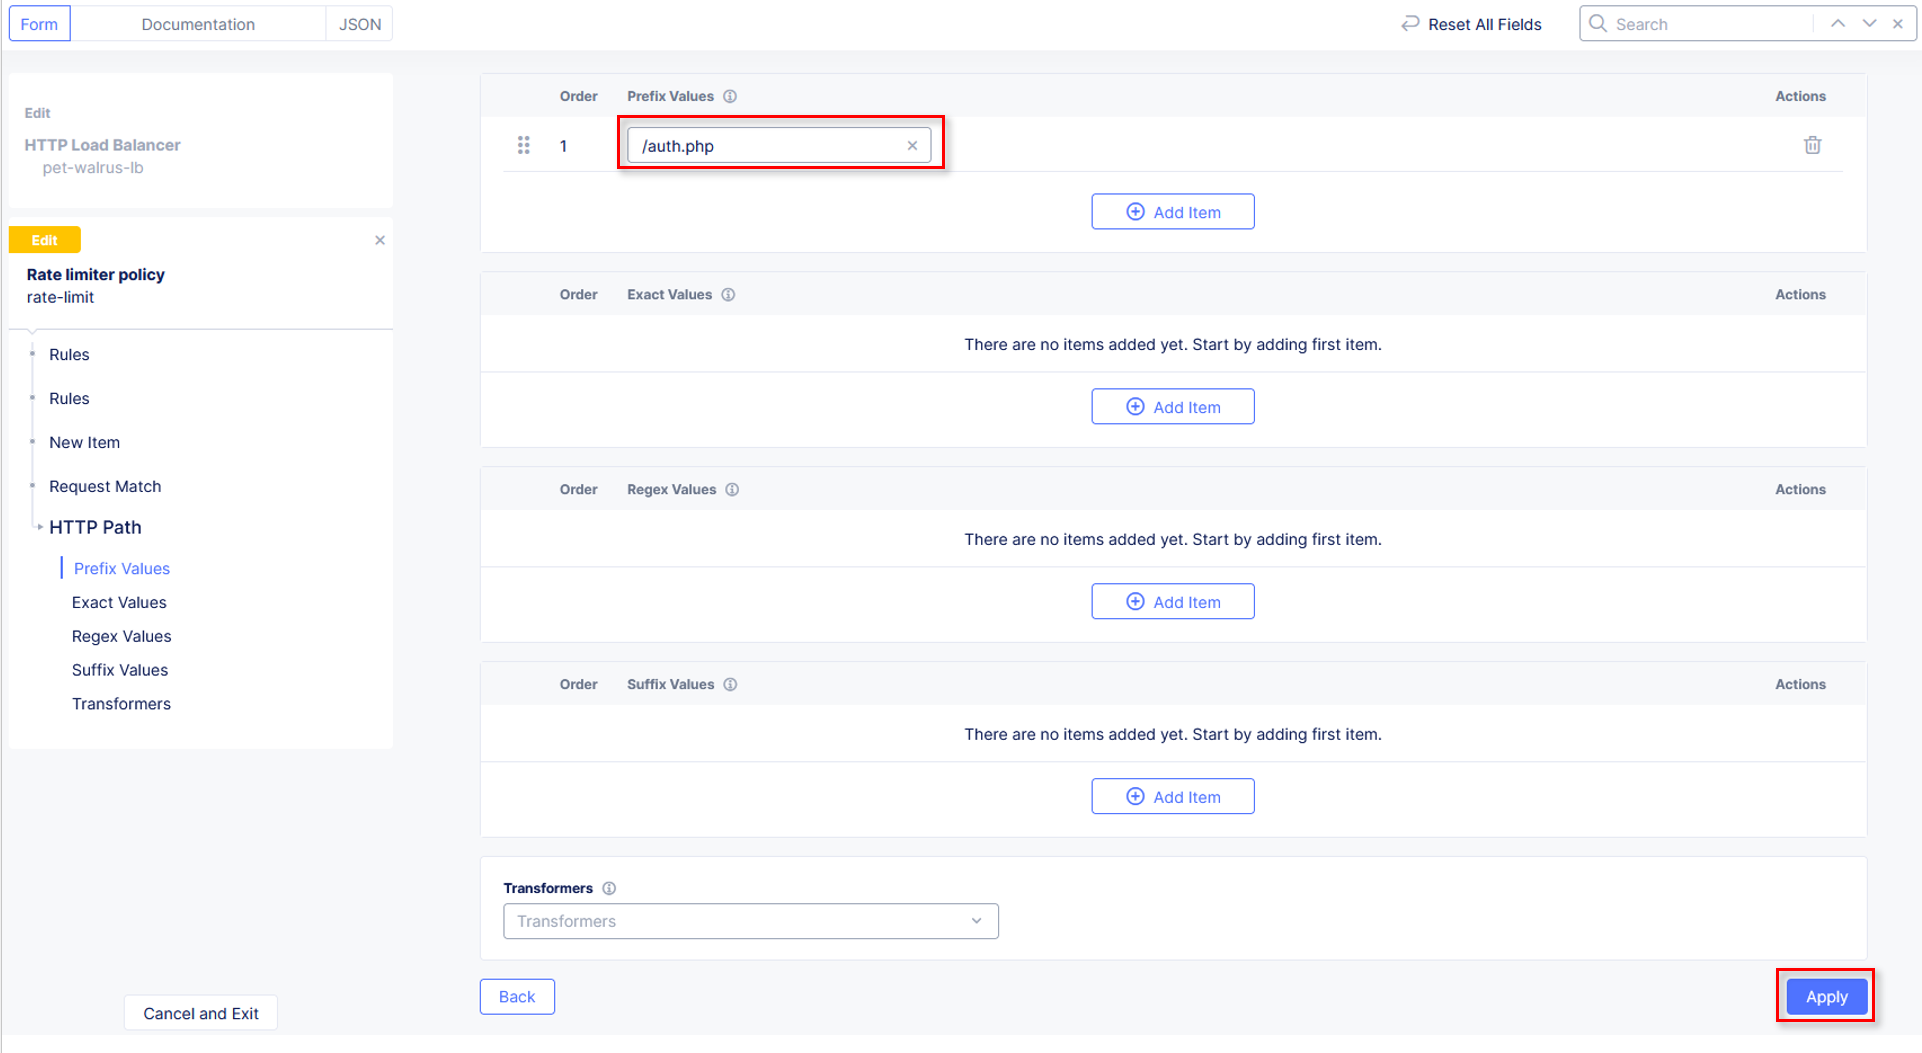 Form
Documentation
JSON
Reset All Fields
Search
Edit
HTTP Load Balancer
pet-walrus-lb
Edit
Rate limiter policy
rate-limit
Rules
Rules
New Item
Request Match
HTTP Path
Prefix Values
Exact Values
Regex Values
Suffix Values
Transformers
Cancel and Exit
Order Prefix Values Actions
1 /auth.php
Add Item
Order Exact Values Actions
There are no items added yet. Start by adding first item.
Add Item
Order Regex Values Actions
There are no items added yet. Start by adding first item.
Add Item
Order Suffix Values Actions
There are no items added yet. Start by adding first item.
Add Item
Transformers
Transformers
Back
Apply